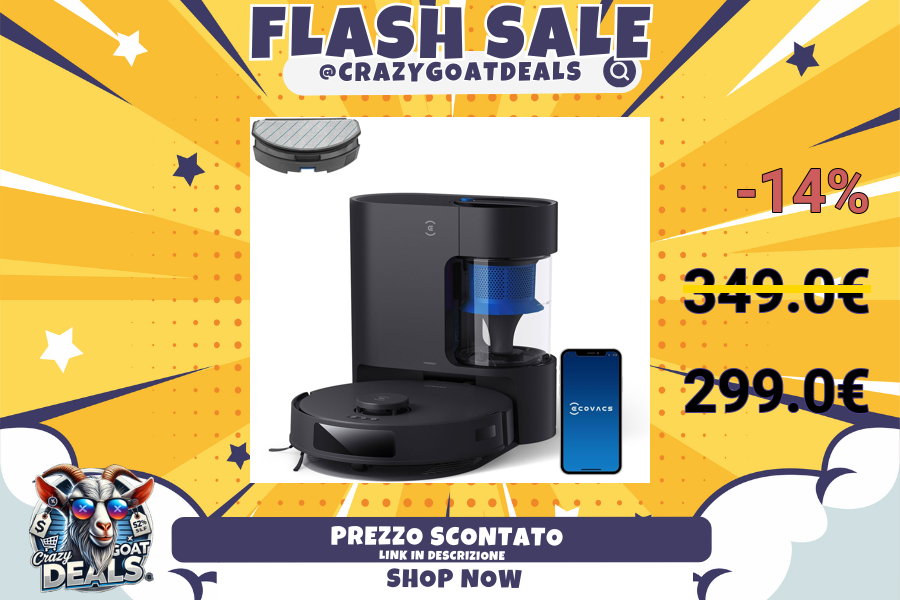 FLASH SALE
@CRAZYGOATDEALS
-14%
349.0€
299.0€
ECOVACS
$
52%
Crazy
GOAT
DEALS
PREZZO SCONTATO
LINK IN DESCRIZIONE
SHOP NOW